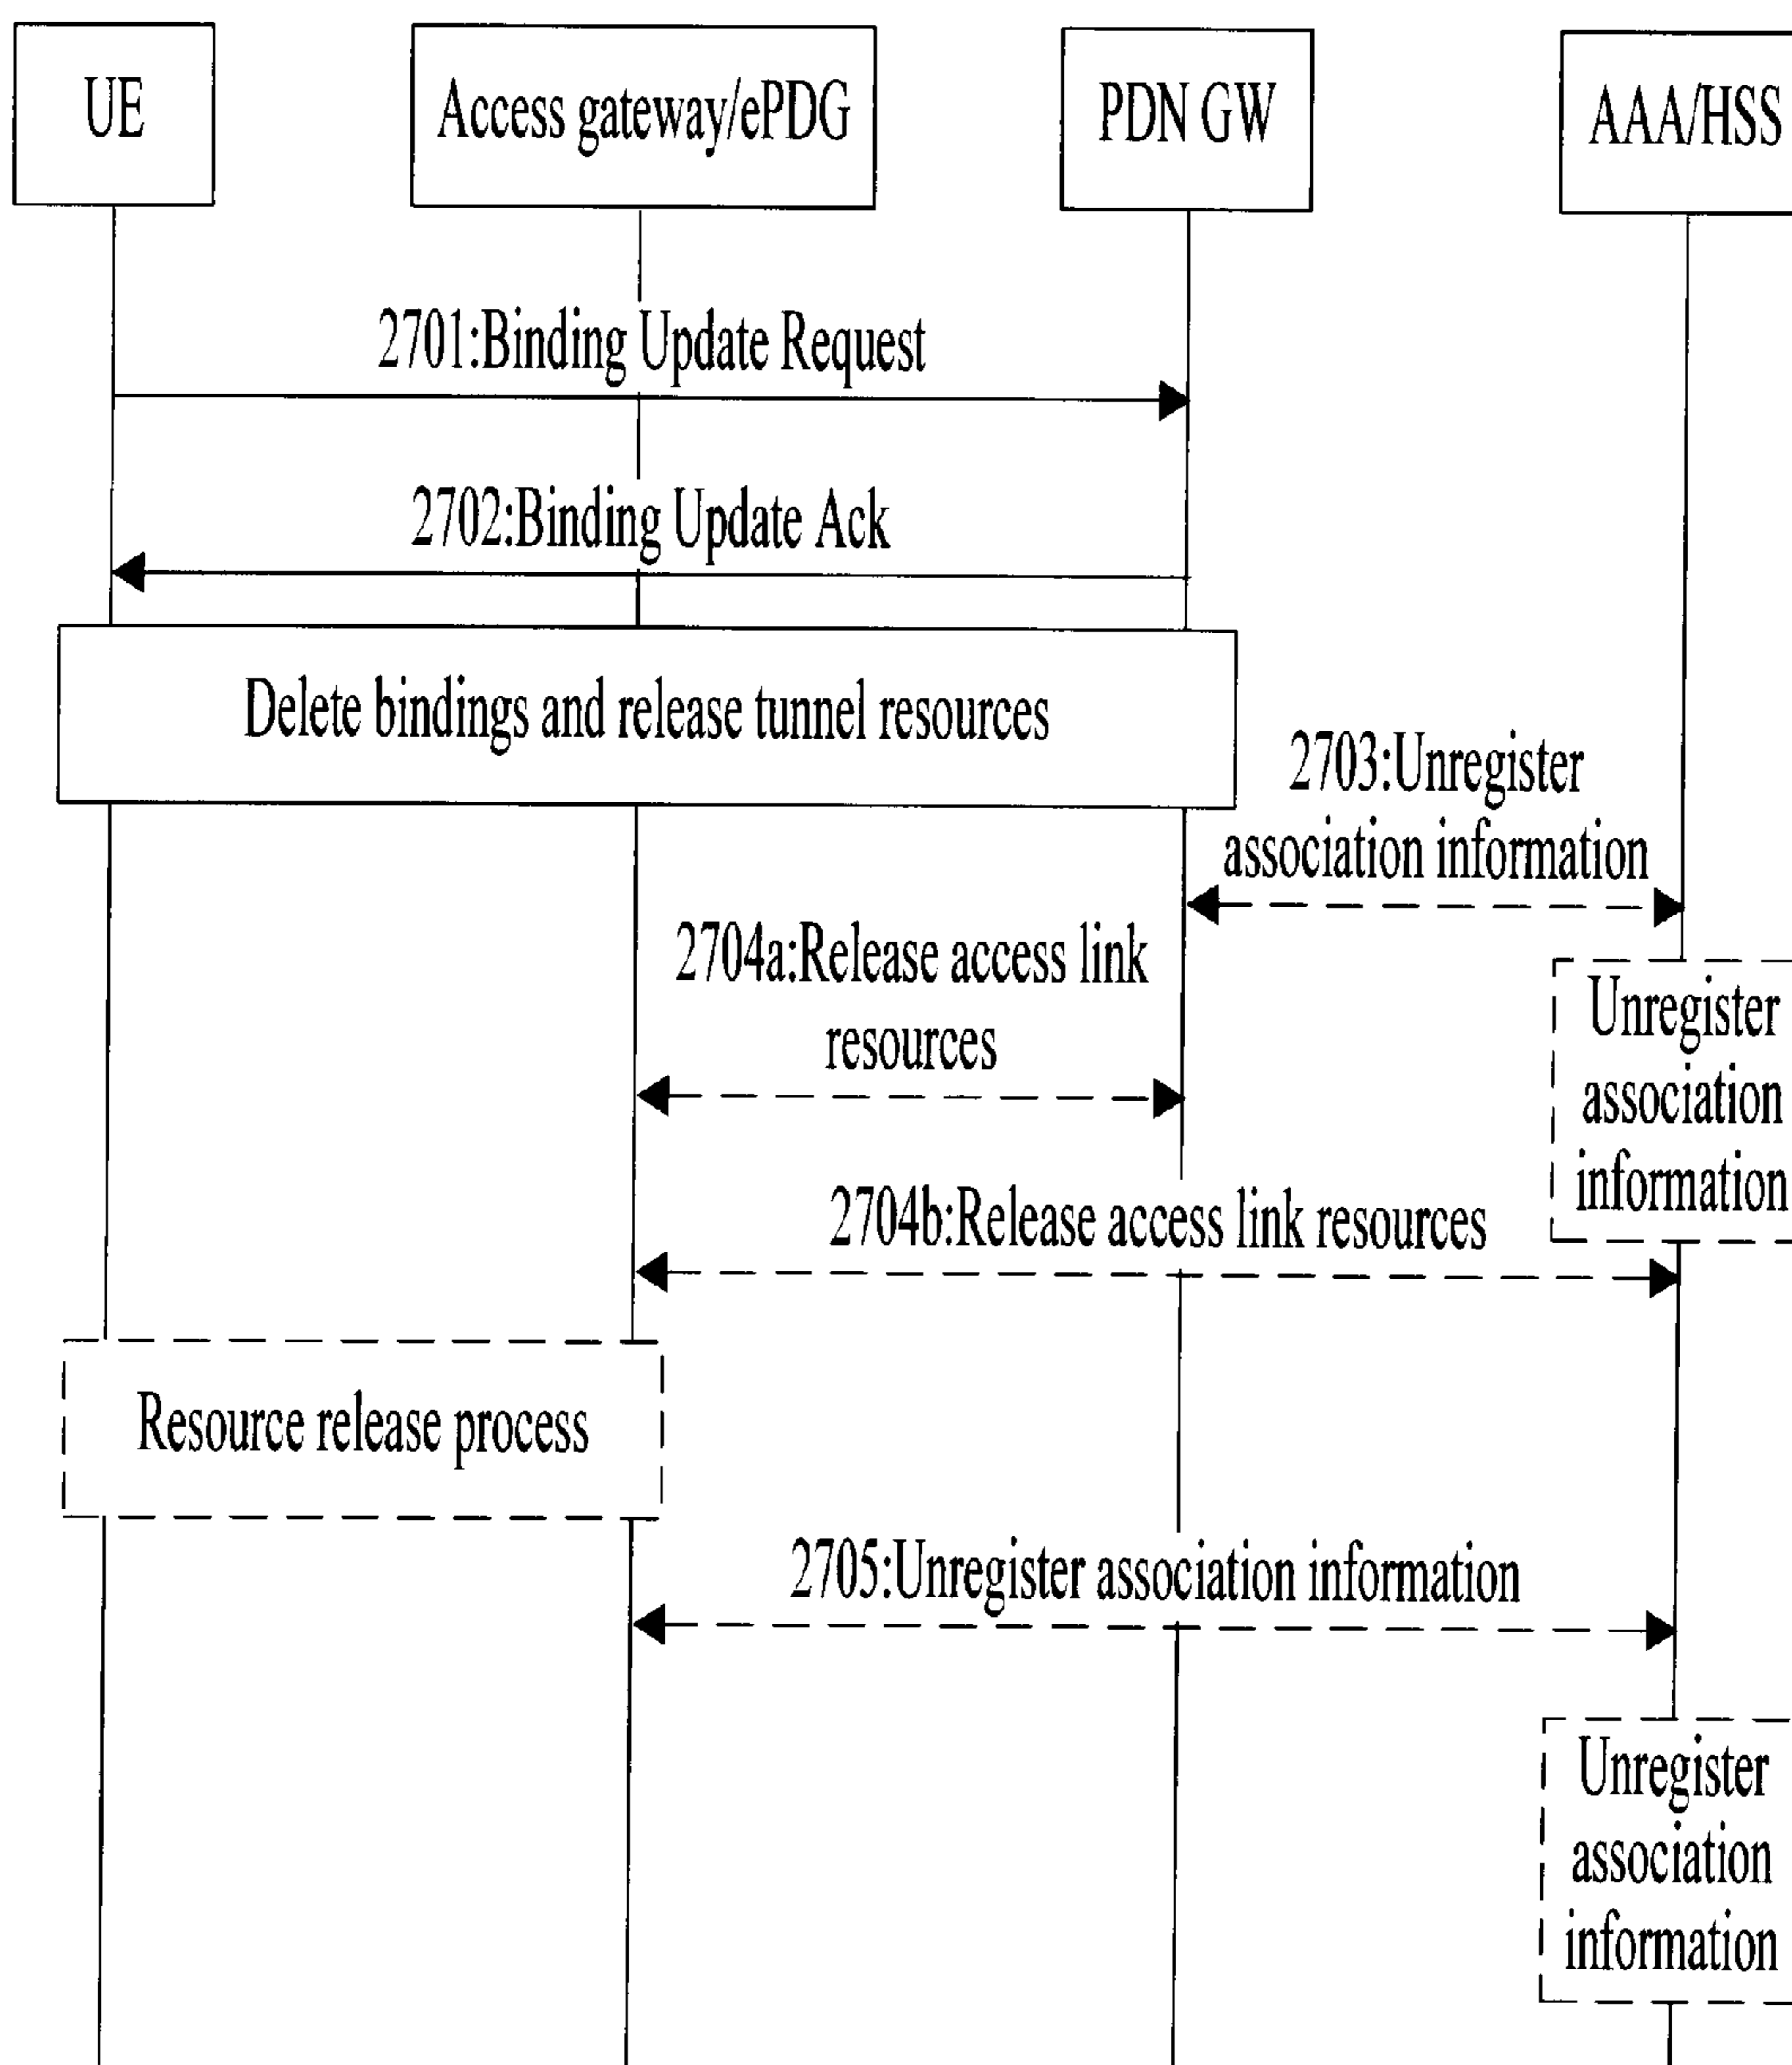 UE
Access gateway/ePDG
PDN GW
AAA/HSS
2701:Binding Update Request
2702:Binding Update Ack
Delete bindings and release tunnel resources
2703:Unregister
association information
2704a:Release access link
resources
Unregister
association
information
2704b:Release access link resources
Resource release process
2705:Unregister association information
Unregister
association
information